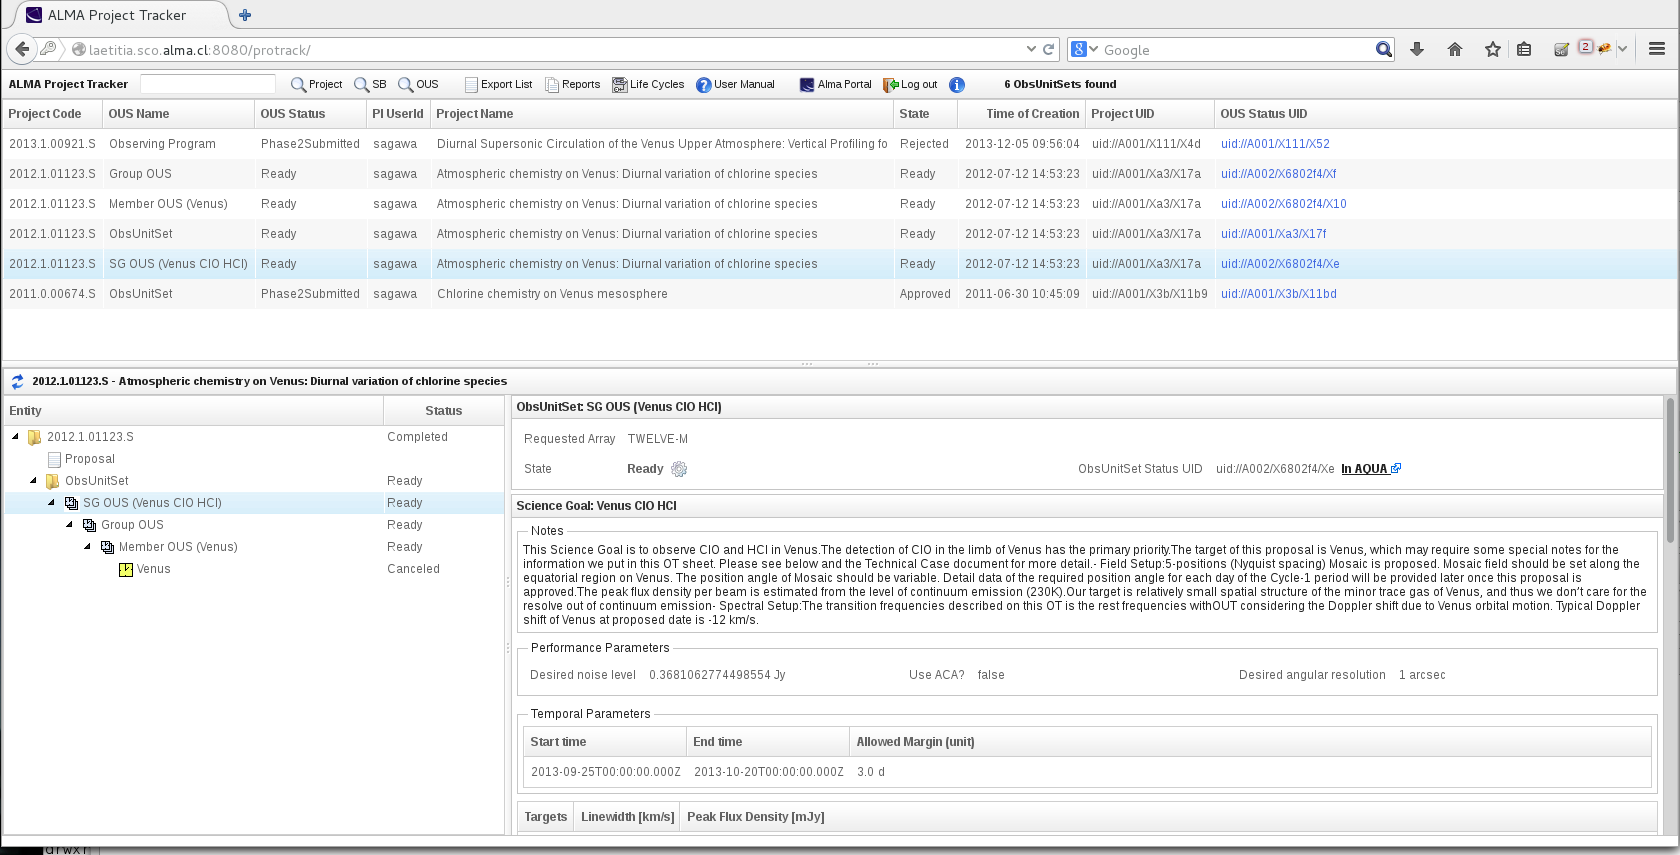 ALMA Project Tracker
laetitia.sco.alma.cl:8080/protrack/
8 Google
2
ALMA Project Tracker Project SB OUS Export List Reports Life Cycles User Manual Alma Portal Log out 6 ObsUnitSets found
Project Code OUS Name OUS Status PI UserId Project Name State Time of Creation Project UID OUS Status UID
2013.1.00921.S Observing Program Phase2Submitted sagawa Diurnal Supersonic Circulation of the Venus Upper Atmosphere: Vertical Profiling fo Rejected 2013-12-05 09:56:04 uid://A001/X111/X4d uid://A001/X111/X52
2012.1.01123.S Group OUS Ready sagawa Atmospheric chemistry on Venus: Diurnal variation of chlorine species Ready 2012-07-12 14:53:23 uid://A001/Xa3/X17a uid://A002/X6802f4/Xf
2012.1.01123.S Member OUS (Venus) Ready sagawa Atmospheric chemistry on Venus: Diurnal variation of chlorine species Ready 2012-07-12 14:53:23 uid://A001/Xa3/X17a uid://A002/X6802f4/X10
2012.1.01123.S ObsUnitSet Ready sagawa Atmospheric chemistry on Venus: Diurnal variation of chlorine species Ready 2012-07-12 14:53:23 uid://A001/Xa3/X17a uid://A001/Xa3/X17f
2012.1.01123.S SG OUS (Venus ClO HCl) Ready sagawa Atmospheric chemistry on Venus: Diurnal variation of chlorine species Ready 2012-07-12 14:53:23 uid://A001/Xa3/X17a uid://A002/X6802f4/Xe
2011.0.00674.S ObsUnitSet Phase2Submitted sagawa Chlorine chemistry on Venus mesosphere Approved 2011-06-30 10:45:09 uid://A001/X3b/X11b9 uid://A001/X3b/X11bd
2012.1.01123.S - Atmospheric chemistry on Venus: Diurnal variation of chlorine species
Entity Status
2012.1.01123.S Completed
Proposal
ObsUnitSet Ready
SG OUS (Venus ClO HCl) Ready
Group OUS Ready
Member OUS (Venus) Ready
Venus Canceled
ObsUnitSet: SG OUS (Venus ClO HCl)
Requested Array TWELVE-M
State Ready ObsUnitSet Status UID uid://A002/X6802f4/Xe In AQUA
Science Goal: Venus ClO HCl
Notes
This Science Goal is to observe ClO and HCl in Venus.The detection of ClO in the limb of Venus has the primary priority.The target of this proposal is Venus, which may require some special notes for the
information we put in this OT sheet. Please see below and the Technical Case document for more detail.- Field Setup:5-positions (Nyquist spacing) Mosaic is proposed. Mosaic field should be set along the
equatorial region on Venus. The position angle of Mosaic should be variable. Detail data of the required position angle for each day of the Cycle-1 period will be provided later once this proposal is
approved.The peak flux density per beam is estimated from the level of continuum emission (230K).Our target is relatively small spatial structure of the minor trace gas of Venus, and thus we don't care for the
resolve out of continuum emission- Spectral Setup:The transition frequencies described on this OT is the rest frequencies withOUT considering the Doppler shift due to Venus orbital motion. Typical Doppler
shift of Venus at proposed date is -12 km/s.
Performance Parameters
Desired noise level 0.3681062774498554 Jy Use ACA? false Desired angular resolution 1 arcsec
Temporal Parameters
Start time End time Allowed Margin (unit)
2013-09-25T00:00:00.000Z 2013-10-20T00:00:00.000Z 3.0 d
Targets Linewidth [km/s] Peak Flux Density [mJy]
drwxr